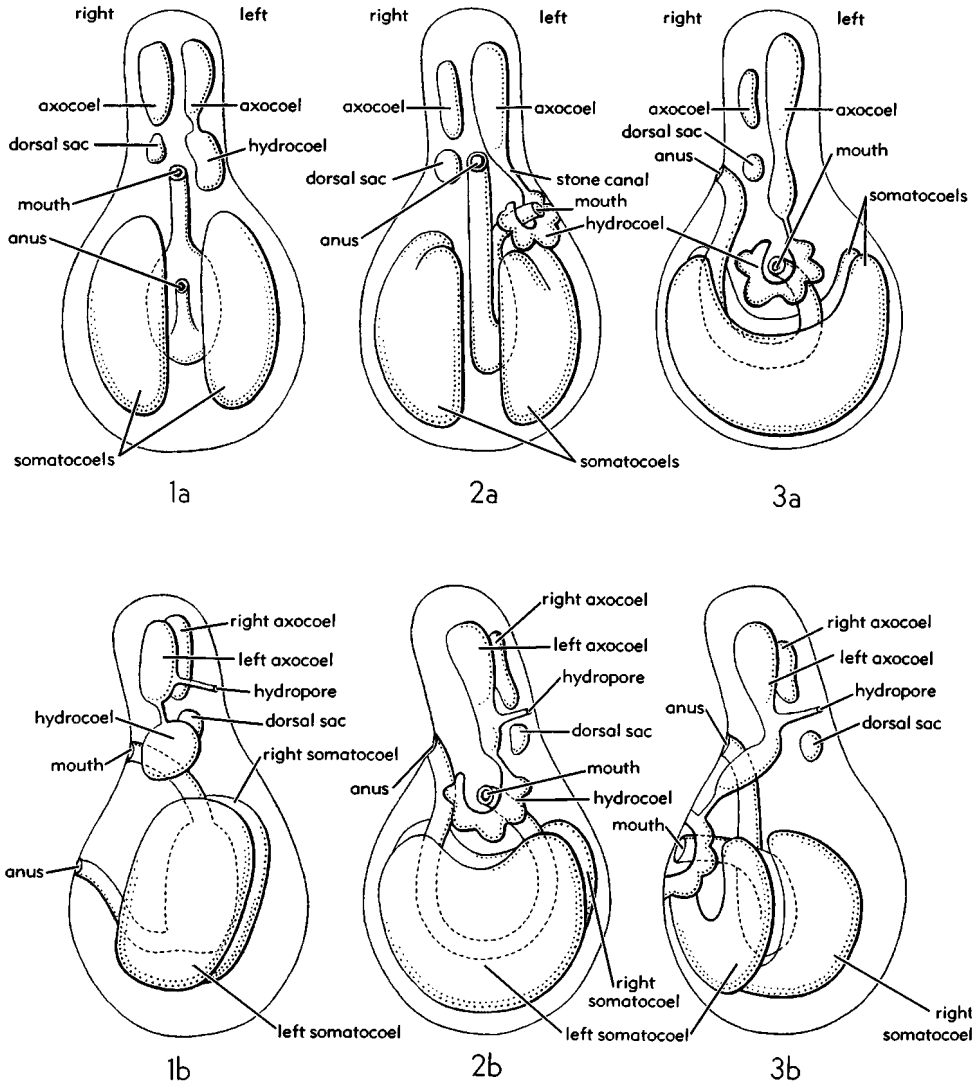 right
left
axocoel
axocoel
dorsal sac
hydrocoel
mouth
anus
somatocoels
1a
right
left
axocoel
axocoel
dorsal sac
stone canal
mouth
anus
hydrocoel
somatocoels
2a
right
left
axocoel
axocoel
dorsal sac
anus
mouth
somatocoels
3a
right axocoel
left axocoel
hydropore
hydrocoel
dorsal sac
mouth
right somatocoel
anus
left somatocoel
1b
right axocoel
left axocoel
hydropore
dorsal sac
anus
mouth
hydrocoel
right
somatocoel
left somatocoel
2b
right axocoel
left axocoel
hydropore
anus
dorsal sac
mouth
right
somatocoel
3b